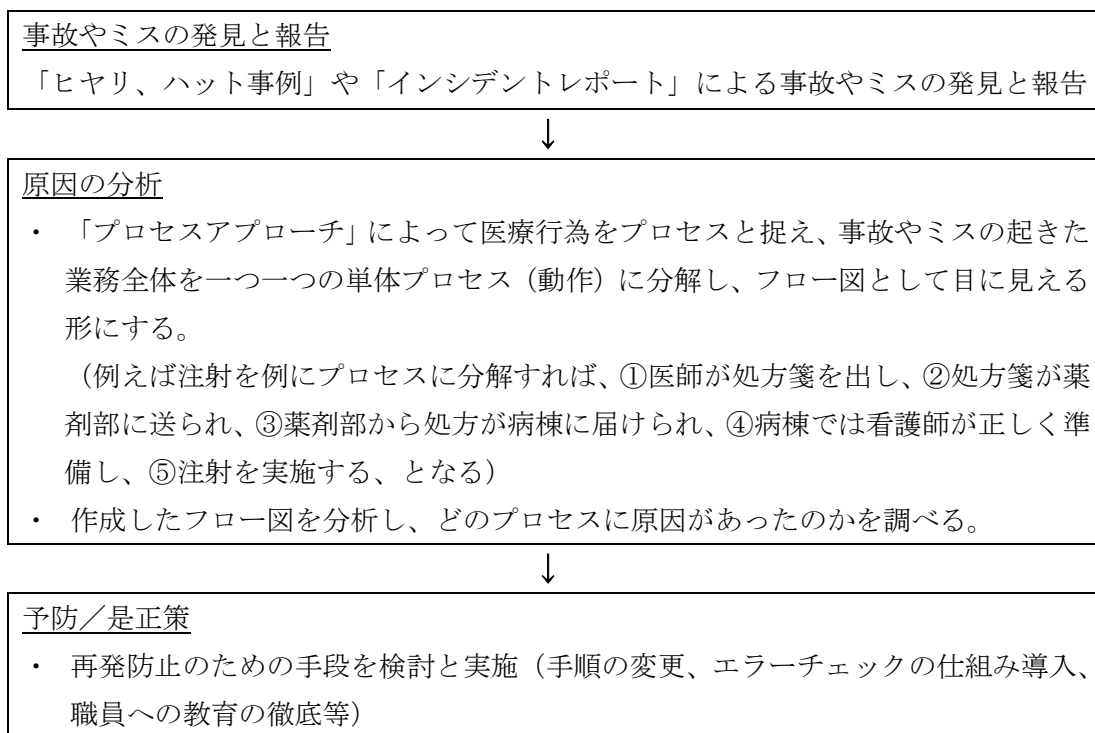 事故やミスの発見と報告
「ヒヤリ、ハット事例」や「インシデントレポート」による事故やミスの発見と報告
↓
原因の分析
・ 「プロセスアプローチ」によって医療行為をプロセスと捉え、事故やミスの起きた
業務全体を一つ一つの単体プロセス（動作）に分解し、フロー図として目に見える
形にする。
（例えば注射を例にプロセスに分解すれば、①医師が処方箋を出し、②処方箋が薬
剤部に送られ、③薬剤部から処方が病棟に届けられ、④病棟では看護師が正しく準
備し、⑤注射を実施する、となる）
・ 作成したフロー図を分析し、どのプロセスに原因があったのかを調べる。
↓
予防／是正策
・ 再発防止のための手段を検討と実施（手順の変更、エラーチェックの仕組み導入、
職員への教育の徹底等）